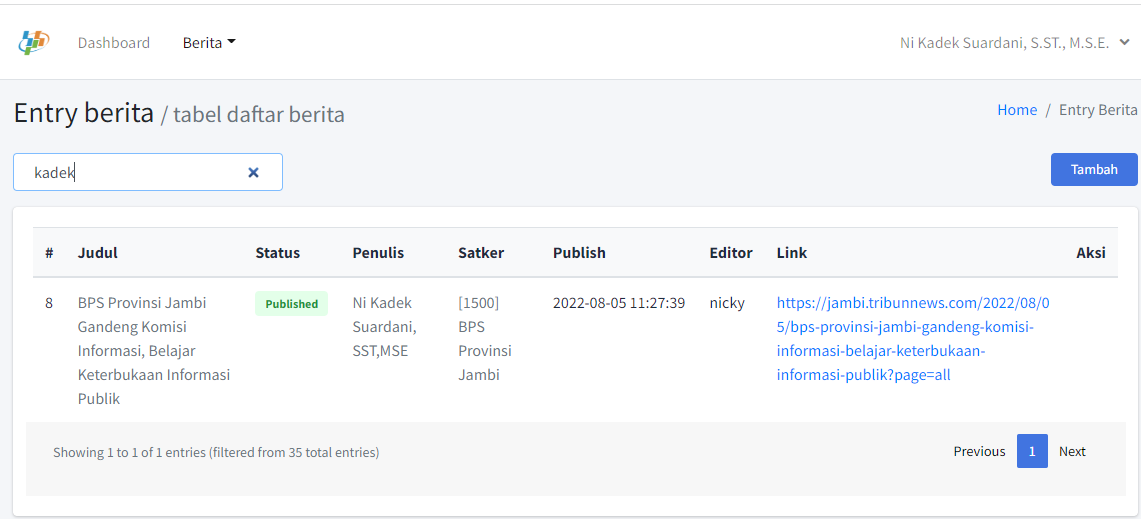 Dashboard Berita Ni Kadek Suardani, S.ST., M.S.E.
Entry berita / tabel daftar berita Home / Entry Berita
kadek Tambah
# Judul Status Penulis Satker Publish Editor Link Aksi
8 BPS Provinsi Jambi Published Ni Kadek [1500] 2022-08-05 11:27:39 nicky https://jambi.tribunnews.com/2022/08/0
Gandeng Komisi Suardani, BPS 5/bps-provinsi-jambi-gandeng-komisi-
Informasi, Belajar SST,MSE Provinsi informasi-belajar-keterbukaan-
Keterbukaan Informasi Jambi informasi-publik?page=all
Publik
Showing 1 to 1 of 1 entries (filtered from 35 total entries) Previous 1 Next